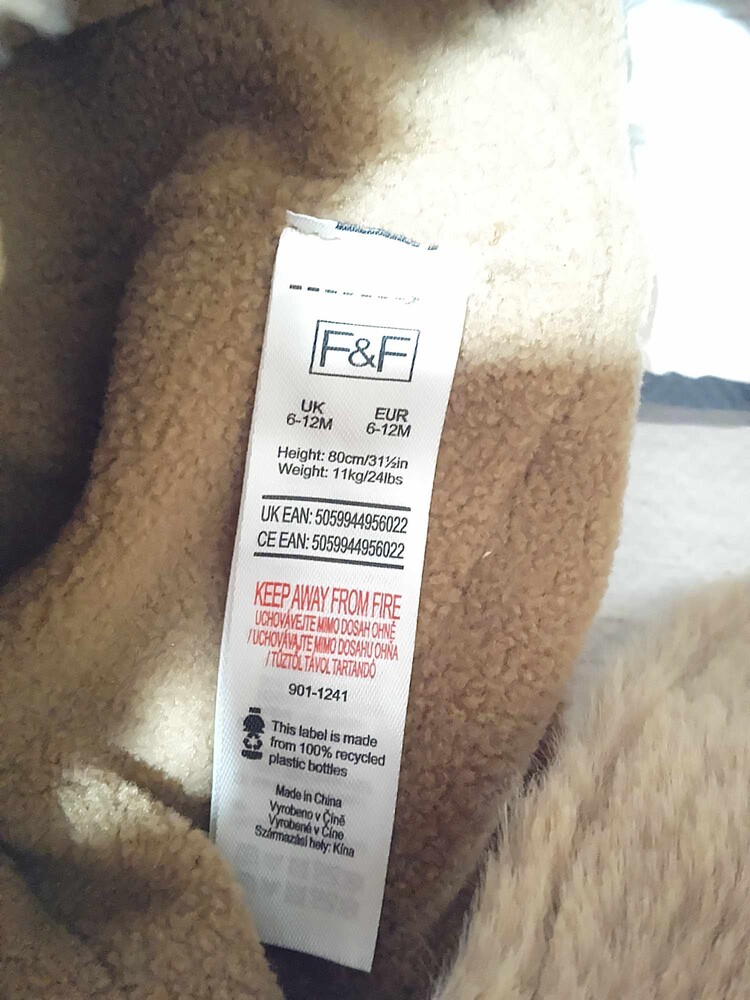 F&F
UK EUR
6-12M 6-12M
Height: 80cm/31½in
Weight: 11kg/24lbs
UK EAN: 5059944956022
CE EAN: 5059944956022
KEEP AWAY FROM FIRE
UCHOVÁVEJTE MIMO DOSAH OHNĚ
/ UCHOVÁVAJTE MIMO DOSAHU OHŇA
/ TŰZTŐL TÁVOL TARTANDÓ
901-1241
This label is made
from 100% recycled
plastic bottles
Made in China
Vyrobeno v Číně
Vyrobené v Číne
Származási hely: Kína